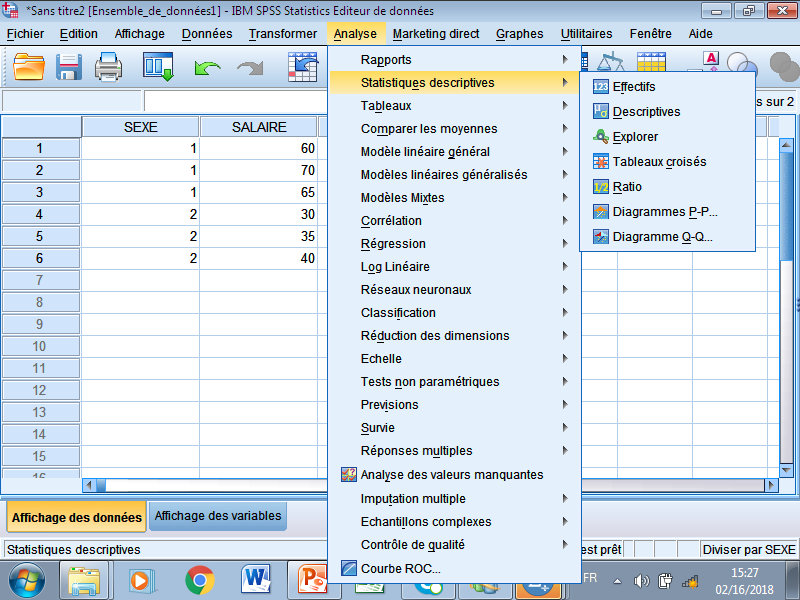 *Sans titre2 [Ensemble_de_données1] - IBM SPSS Statistics Editeur de données
Fichier Edition Affichage Données Transformer Analyse Marketing direct Graphes Utilitaires Fenêtre Aide
s sur 2
SEXE SALAIRE
1 1 60
2 1 70
3 1 65
4 2 30
5 2 35
6 2 40
7
8
9
10
11
12
13
14
15
16
Rapports
Statistiques descriptives
Tableaux
Comparer les moyennes
Modèle linéaire général
Modèles linéaires généralisés
Modèles Mixtes
Corrélation
Régression
Log Linéaire
Réseaux neuronaux
Classification
Réduction des dimensions
Echelle
Tests non paramétriques
Previsions
Survie
Réponses multiples
Analyse des valeurs manquantes
Imputation multiple
Echantillons complexes
Contrôle de qualité
Courbe ROC...
Effectifs
Descriptives
Explorer
Tableaux croisés
Ratio
Diagrammes P-P...
Diagramme Q-Q...
Affichage des données Affichage des variables
Statistiques descriptives est prêt Diviser par SEXE
FR
15:27
02/16/2018